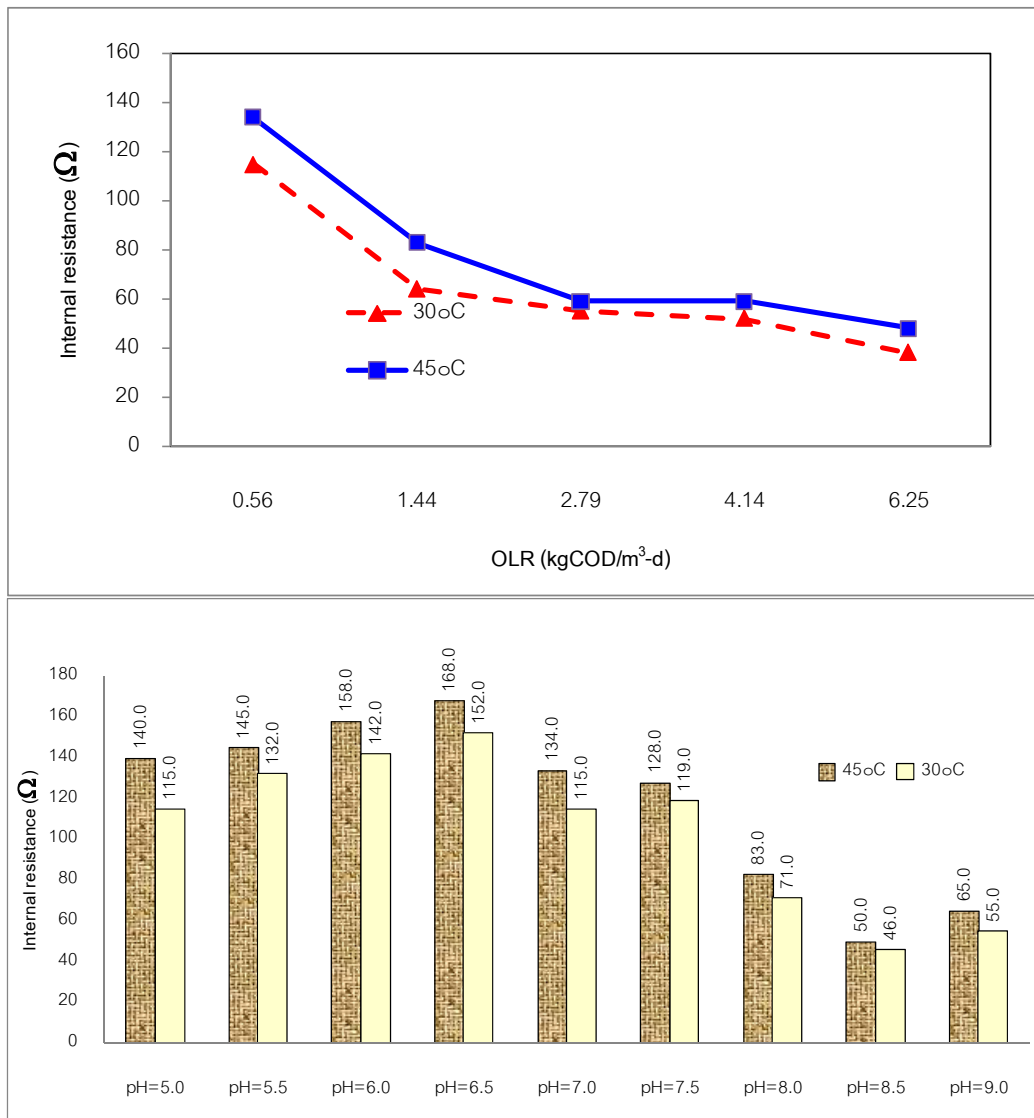 160
140
120
100
80
60
40
20
0
Internal resistance (Ω)
30oC
45oC
0.56 1.44 2.79 4.14 6.25
OLR (kgCOD/m³-d)
180
160
140
120
100
80
60
40
20
0
Internal resistance (Ω)
140.0 115.0 145.0 132.0 158.0 142.0 168.0 152.0 134.0 115.0 128.0 119.0 83.0 71.0 50.0 46.0 65.0 55.0
45oC 30oC
pH=5.0 pH=5.5 pH=6.0 pH=6.5 pH=7.0 pH=7.5 pH=8.0 pH=8.5 pH=9.0